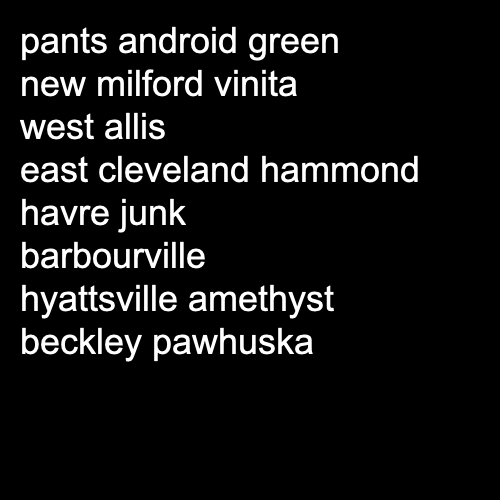 pants android green
new milford vinita
west allis
east cleveland hammond
havre junk
barbourville
hyattsville amethyst
beckley pawhuska